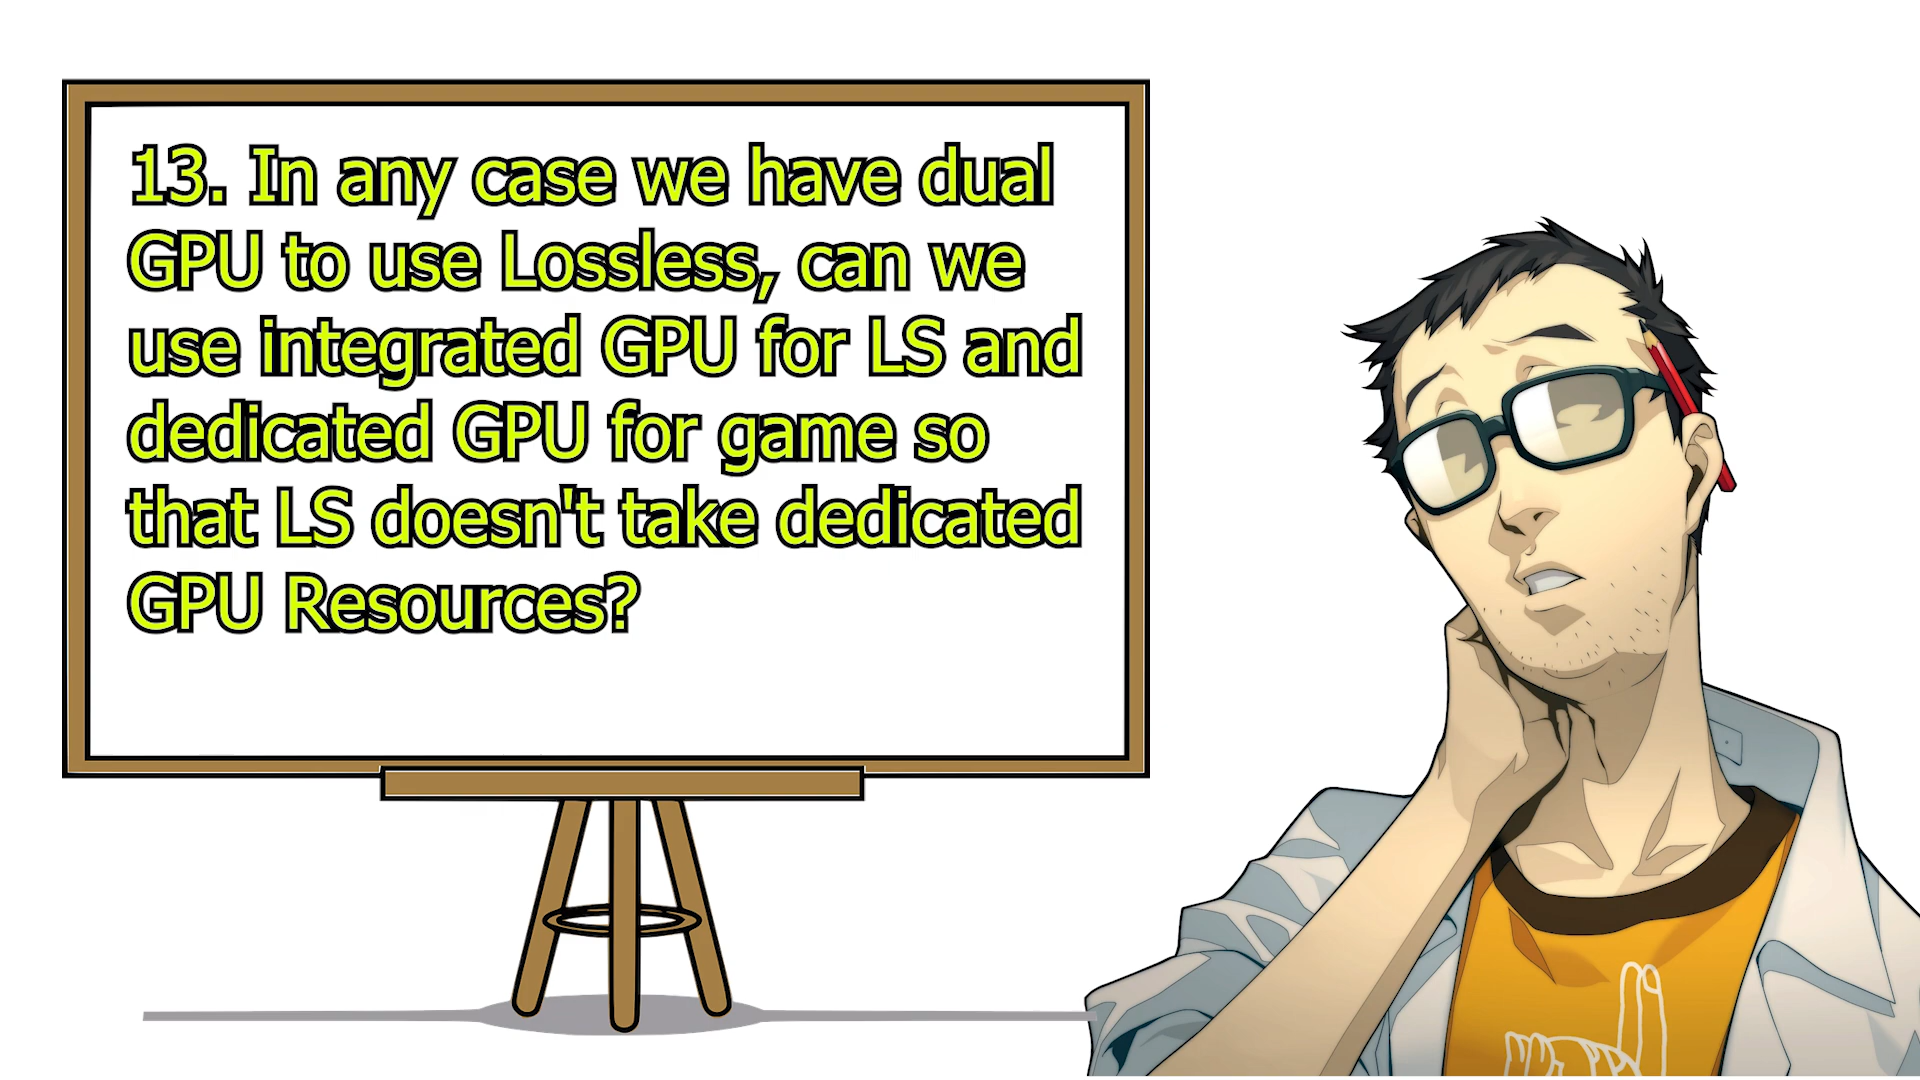 13. In any case we have dual
GPU to use Lossless, can we
use integrated GPU for LS and
dedicated GPU for game so
that LS doesn't take dedicated
GPU Resources?